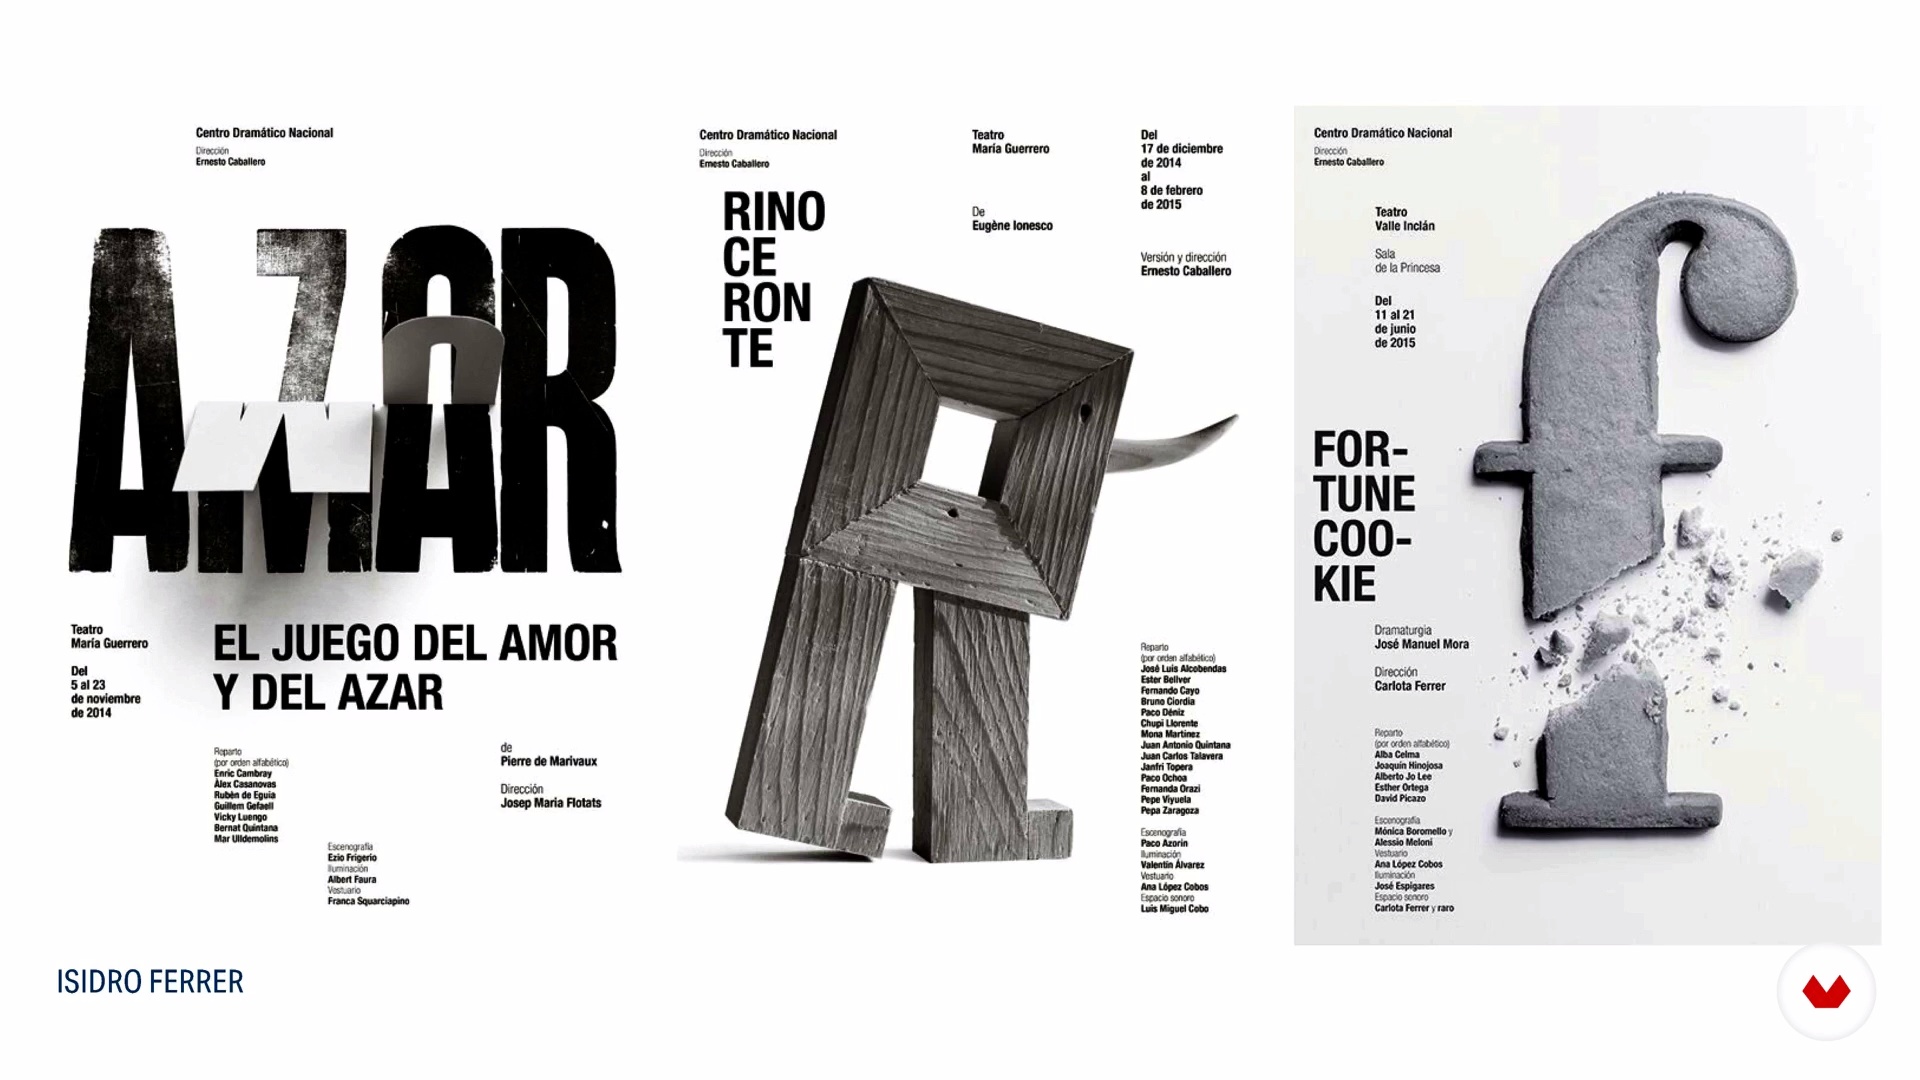 Centro Dramático Nacional
Dirección
Ernesto Caballero
AZAR
AMAR
Teatro
María Guerrero
Del
5 al 23
de noviembre
de 2014
EL JUEGO DEL AMOR
Y DEL AZAR
Reparto
(por orden alfabético)
Enric Cambray
Àlex Casanovas
Rubèn de Eguía
Guillem Gefaell
Vicky Luengo
Bernat Quintana
Mar Ulldemolins
de
Pierre de Marivaux
Dirección
Josep Maria Flotats
Escenografía
Ezio Frigerio
Iluminación
Albert Faura
Vestuario
Franca Squarciapino
Centro Dramático Nacional
Dirección
Ernesto Caballero
RINO
CE
RON
TE
Teatro
María Guerrero
De
Eugène Ionesco
Del
17 de diciembre
de 2014
al
8 de febrero
de 2015
Versión y dirección
Ernesto Caballero
Reparto
(por orden alfabético)
José Luis Alcobendas
Ester Bellver
Fernando Cayo
Bruno Ciordia
Paco Déniz
Chupi Llorente
Mona Martínez
Juan Antonio Quintana
Juan Carlos Talavera
Janfri Topera
Paco Ochoa
Fernanda Orazi
Pepe Viyuela
Pepa Zaragoza
Escenografía
Paco Azorín
Iluminación
Valentín Álvarez
Vestuario
Ana López Cobos
Espacio sonoro
Luis Miguel Cobo
Centro Dramático Nacional
Dirección
Ernesto Caballero
Teatro
Valle Inclán
Sala
de la Princesa
Del
11 al 21
de junio
de 2015
f
FOR-
TUNE
COO-
KIE
Dramaturgia
José Manuel Mora
Dirección
Carlota Ferrer
Reparto
(por orden alfabético)
Alba Celma
Joaquín Hinojosa
Alberto Jo Lee
Esther Ortega
David Picazo
Escenografía
Mónica Boromello y
Alessio Meloni
Vestuario
Ana López Cobos
Iluminación
José Espigares
Espacio sonoro
Carlota Ferrer y raro
ISIDRO FERRER